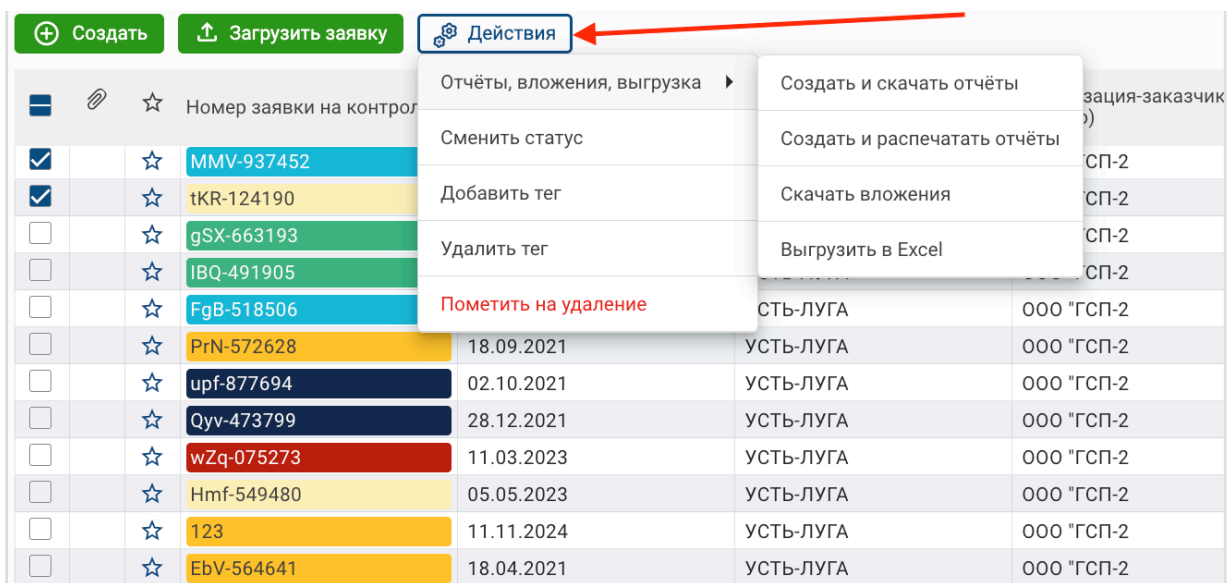 Создать
Загрузить заявку
Действия
Отчёты, вложения, выгрузка
Сменить статус
Добавить тег
Удалить тег
Пометить на удаление
Создать и скачать отчёты
Создать и распечатать отчёты
Скачать вложения
Выгрузить в Excel
Номер заявки на контрол
зация-заказчик
MMV-937452 СП-2
tKR-124190 СП-2
gSX-663193 СП-2
IBQ-491905 СП-2
FgB-518506 СТЬ-ЛУГА ООО "ГСП-2
PrN-572628 18.09.2021 УСТЬ-ЛУГА ООО "ГСП-2
upf-877694 02.10.2021 УСТЬ-ЛУГА ООО "ГСП-2
Qyv-473799 28.12.2021 УСТЬ-ЛУГА ООО "ГСП-2
wZq-075273 11.03.2023 УСТЬ-ЛУГА ООО "ГСП-2
Hmf-549480 05.05.2023 УСТЬ-ЛУГА ООО "ГСП-2
123 11.11.2024 УСТЬ-ЛУГА ООО "ГСП-2
EbV-564641 18.04.2021 УСТЬ-ЛУГА ООО "ГСП-2